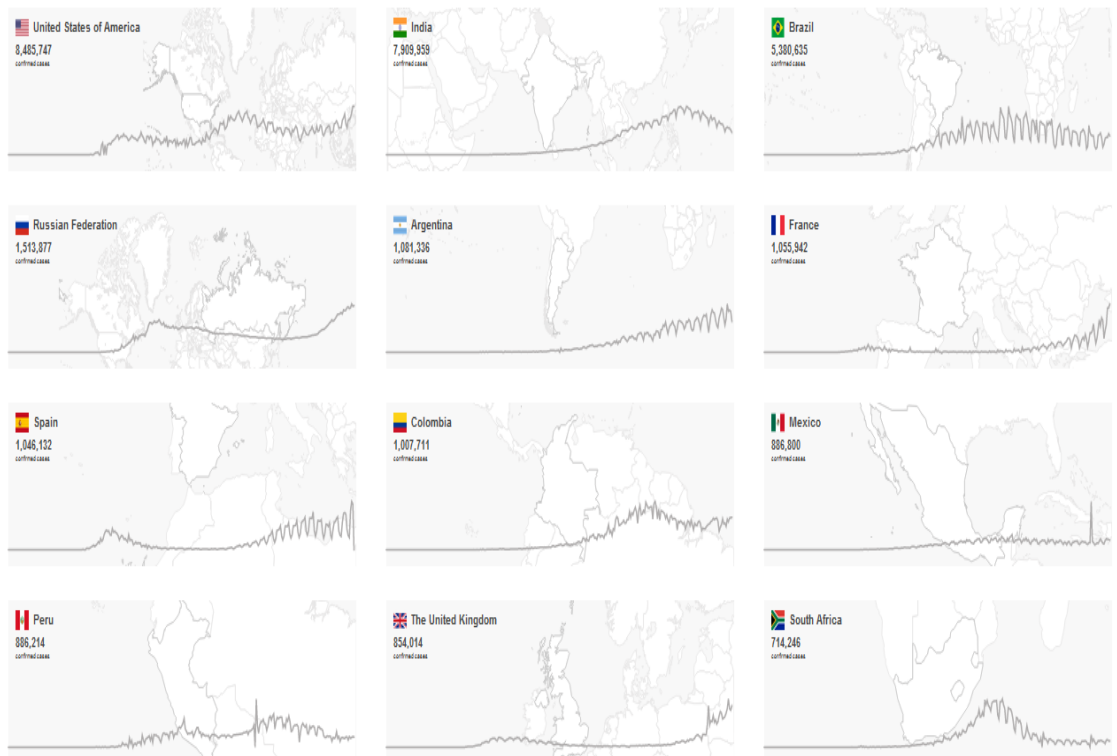 United States of America
8,485,747
confirmed cases
India
7,909,959
confirmed cases
Brazil
5,380,635
confirmed cases
Russian Federation
1,513,877
confirmed cases
Argentina
1,081,336
confirmed cases
France
1,055,942
confirmed cases
Spain
1,046,132
confirmed cases
Colombia
1,007,711
confirmed cases
Mexico
886,800
confirmed cases
Peru
886,214
confirmed cases
The United Kingdom
854,014
confirmed cases
South Africa
714,246
confirmed cases